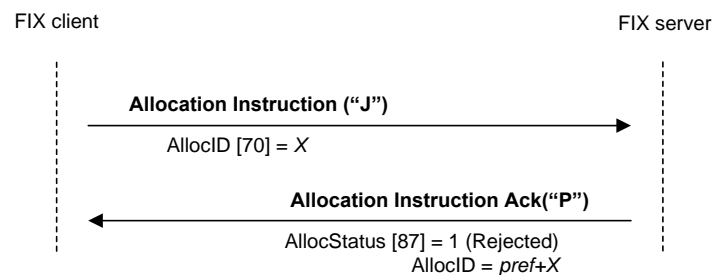 FIX client
FIX server
Allocation Instruction (“J”)
AllocID [70] = X
Allocation Instruction Ack(“P”)
AllocStatus [87] = 1 (Rejected)
AllocID = pref+X